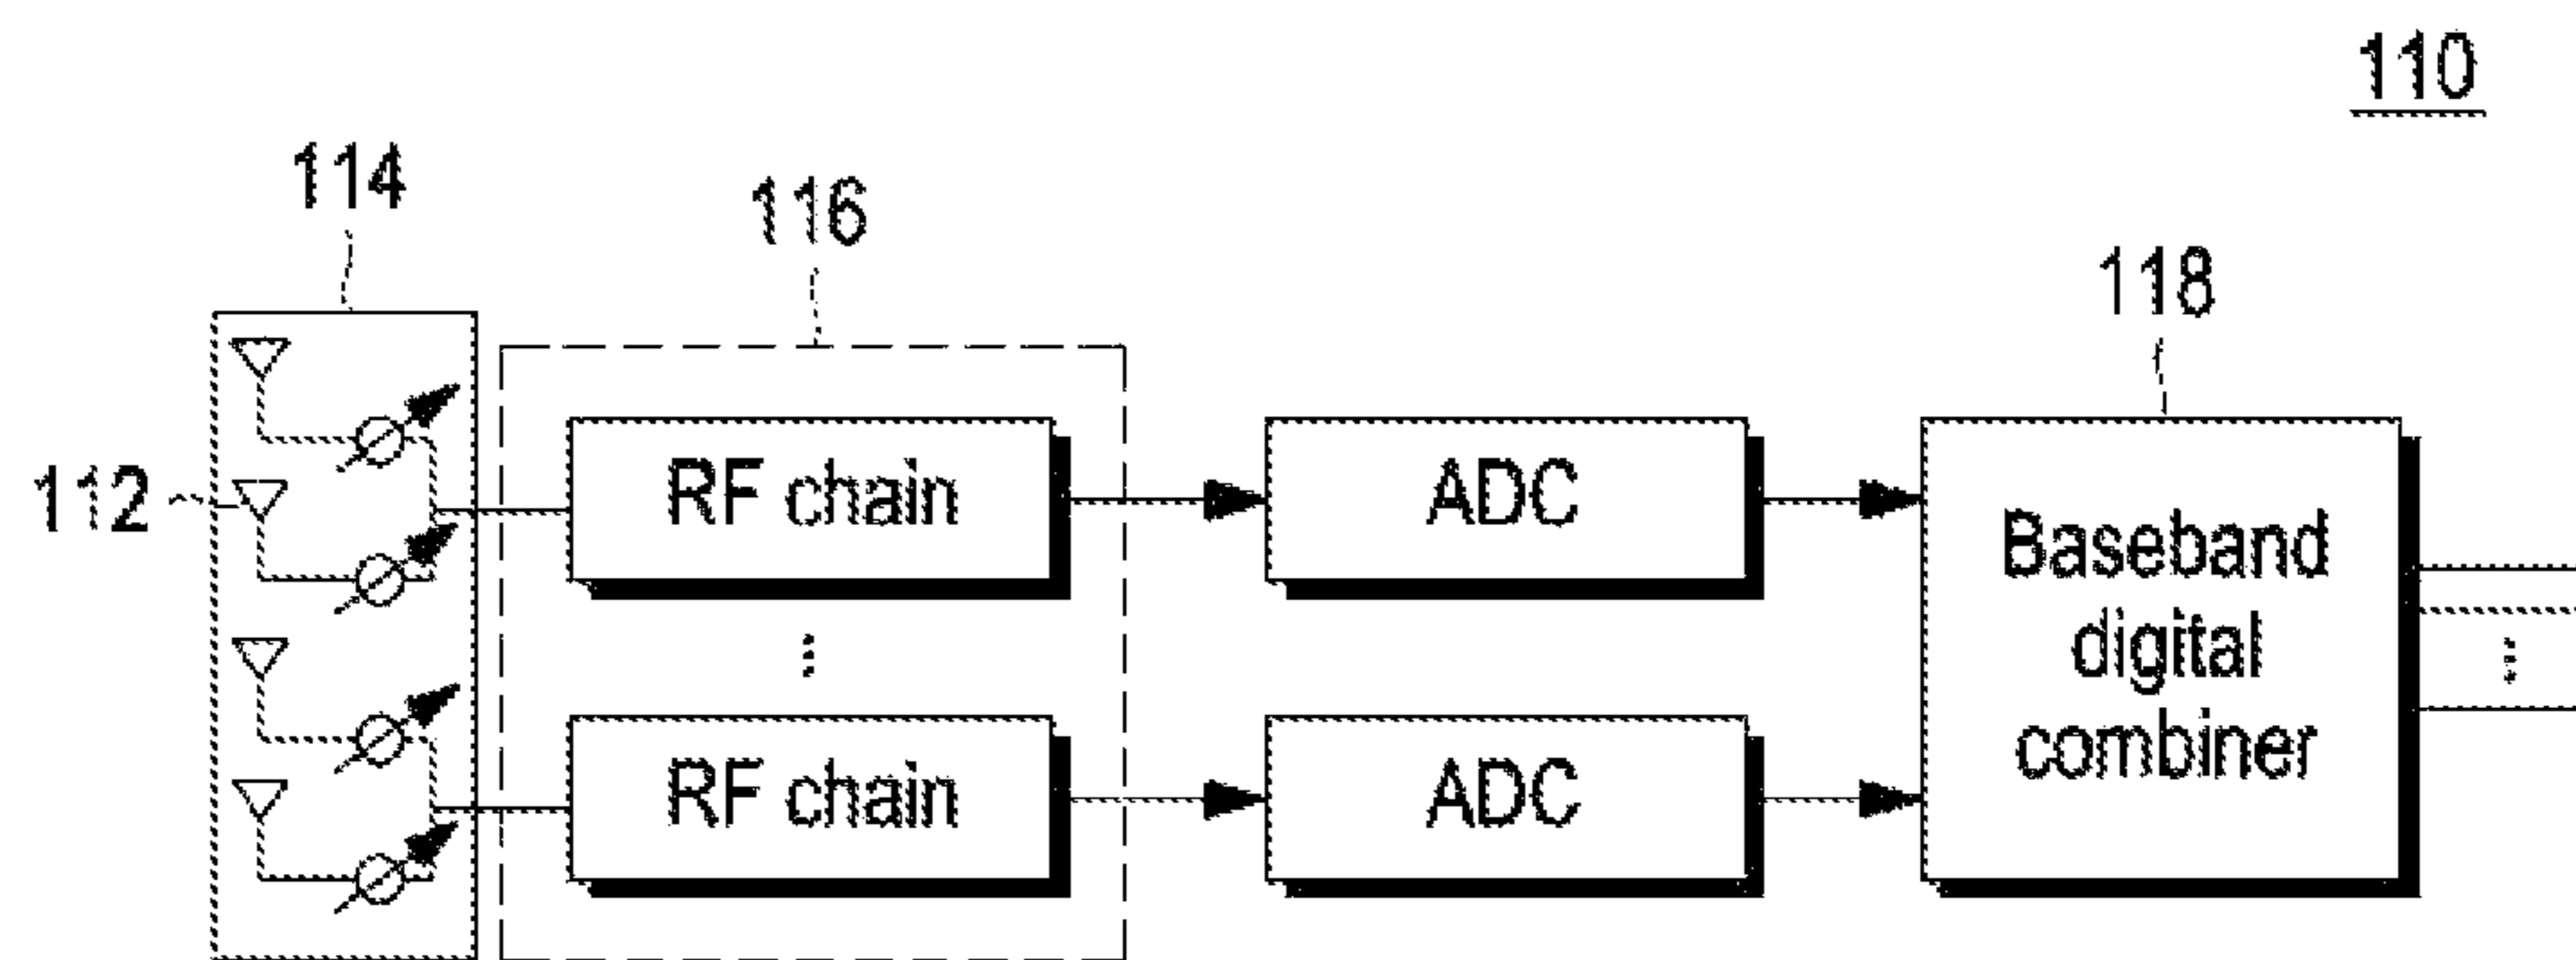 110
114
116
118
112
RF chain
ADC
Baseband
digital
combiner
RF chain
ADC